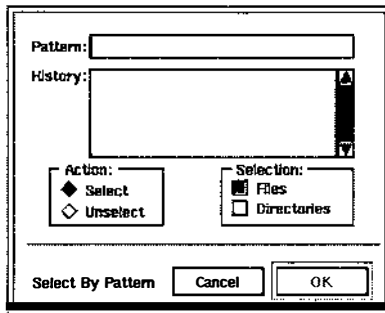 Pattern:
History:
Action:
Select
Unselect
Selection:
Files
Directories
Select By Pattern
Cancel
OK